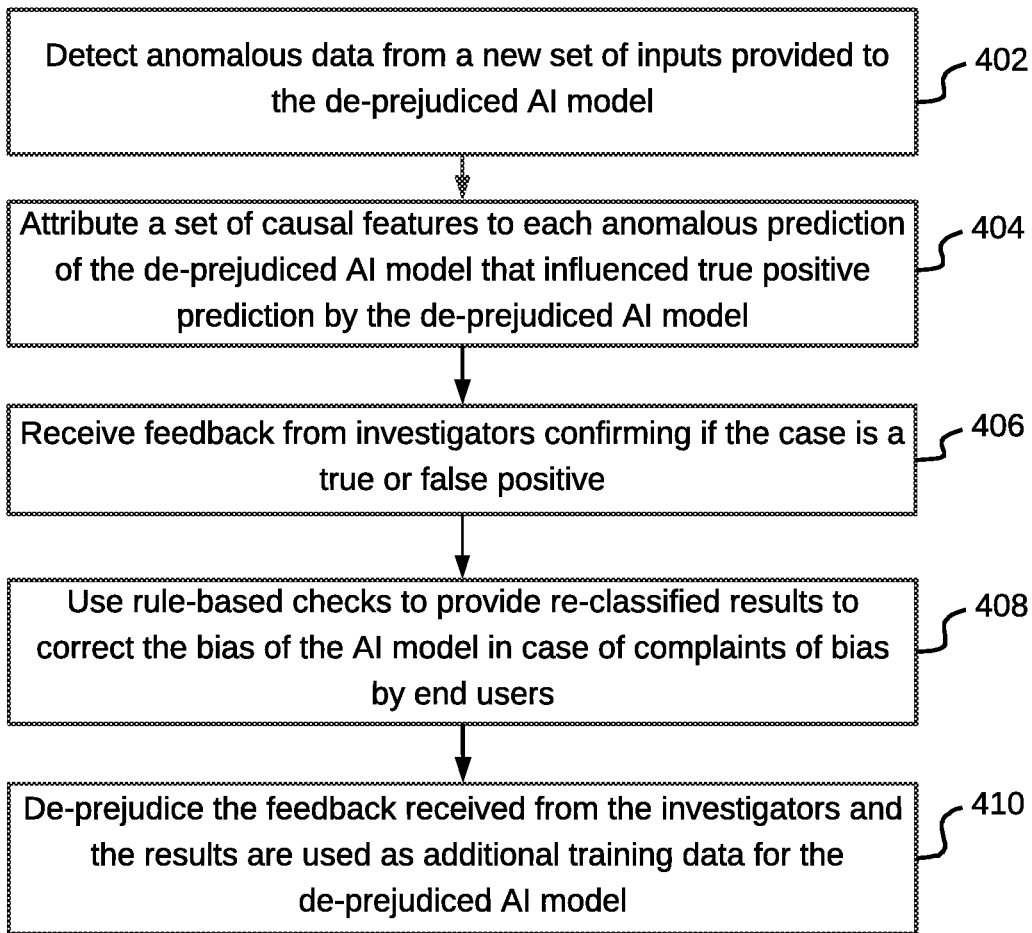 Detect anomalous data from a new set of inputs provided to
the de-prejudiced AI model
402
Attribute a set of causal features to each anomalous prediction
of the de-prejudiced AI model that influenced true positive
prediction by the de-prejudiced AI model
404
Receive feedback from investigators confirming if the case is a
true or false positive
406
Use rule-based checks to provide re-classified results to
correct the bias of the AI model in case of complaints of bias
by end users
408
De-prejudice the feedback received from the investigators and
the results are used as additional training data for the
de-prejudiced AI model
410